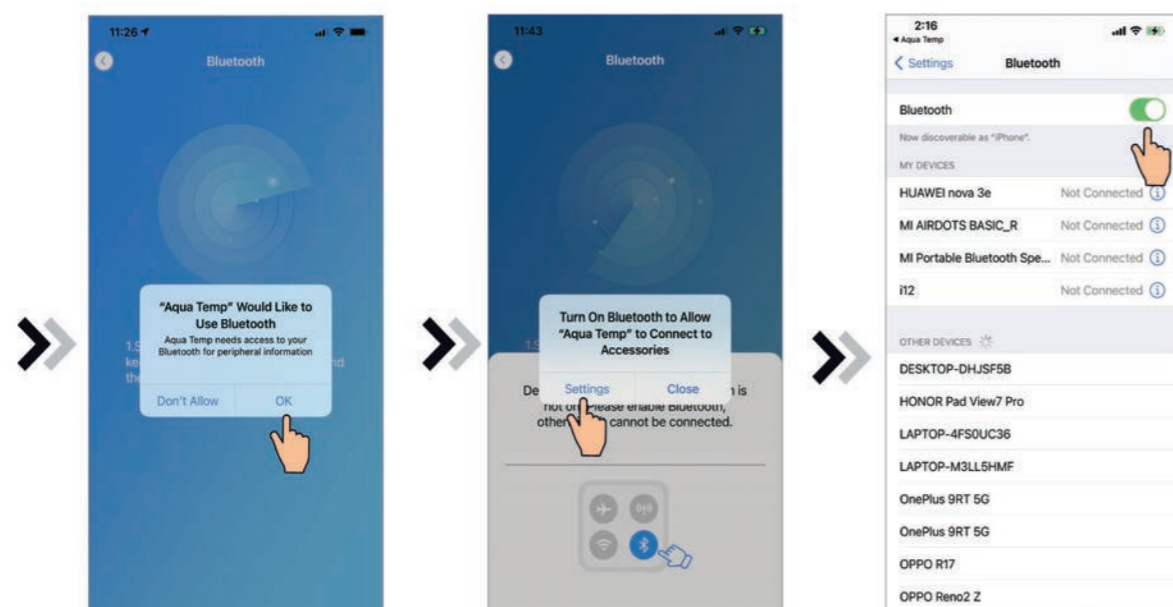 11:26
Bluetooth
"Aqua Temp" Would Like to
Use Bluetooth
Aqua Temp needs access to your
Bluetooth for peripheral information
Don't Allow
OK
11:43
Bluetooth
Turn On Bluetooth to Allow
"Aqua Temp" to Connect to
Accessories
Settings
Close
De
n is
not on. Please enable Bluetooth,
other
cannot be connected.
2:16
Aqua Temp
Settings
Bluetooth
Bluetooth
Now discoverable as "iPhone".
MY DEVICES
HUAWEI nova 3e Not Connected
MI AIRDOTS BASIC_R Not Connected
MI Portable Bluetooth Spe... Not Connected
i12 Not Connected
OTHER DEVICES
DESKTOP-DHJSF5B
HONOR Pad View7 Pro
LAPTOP-4FS0UC36
LAPTOP-M3LL5HMF
OnePlus 9RT 5G
OnePlus 9RT 5G
OPPO R17
OPPO Reno2 Z